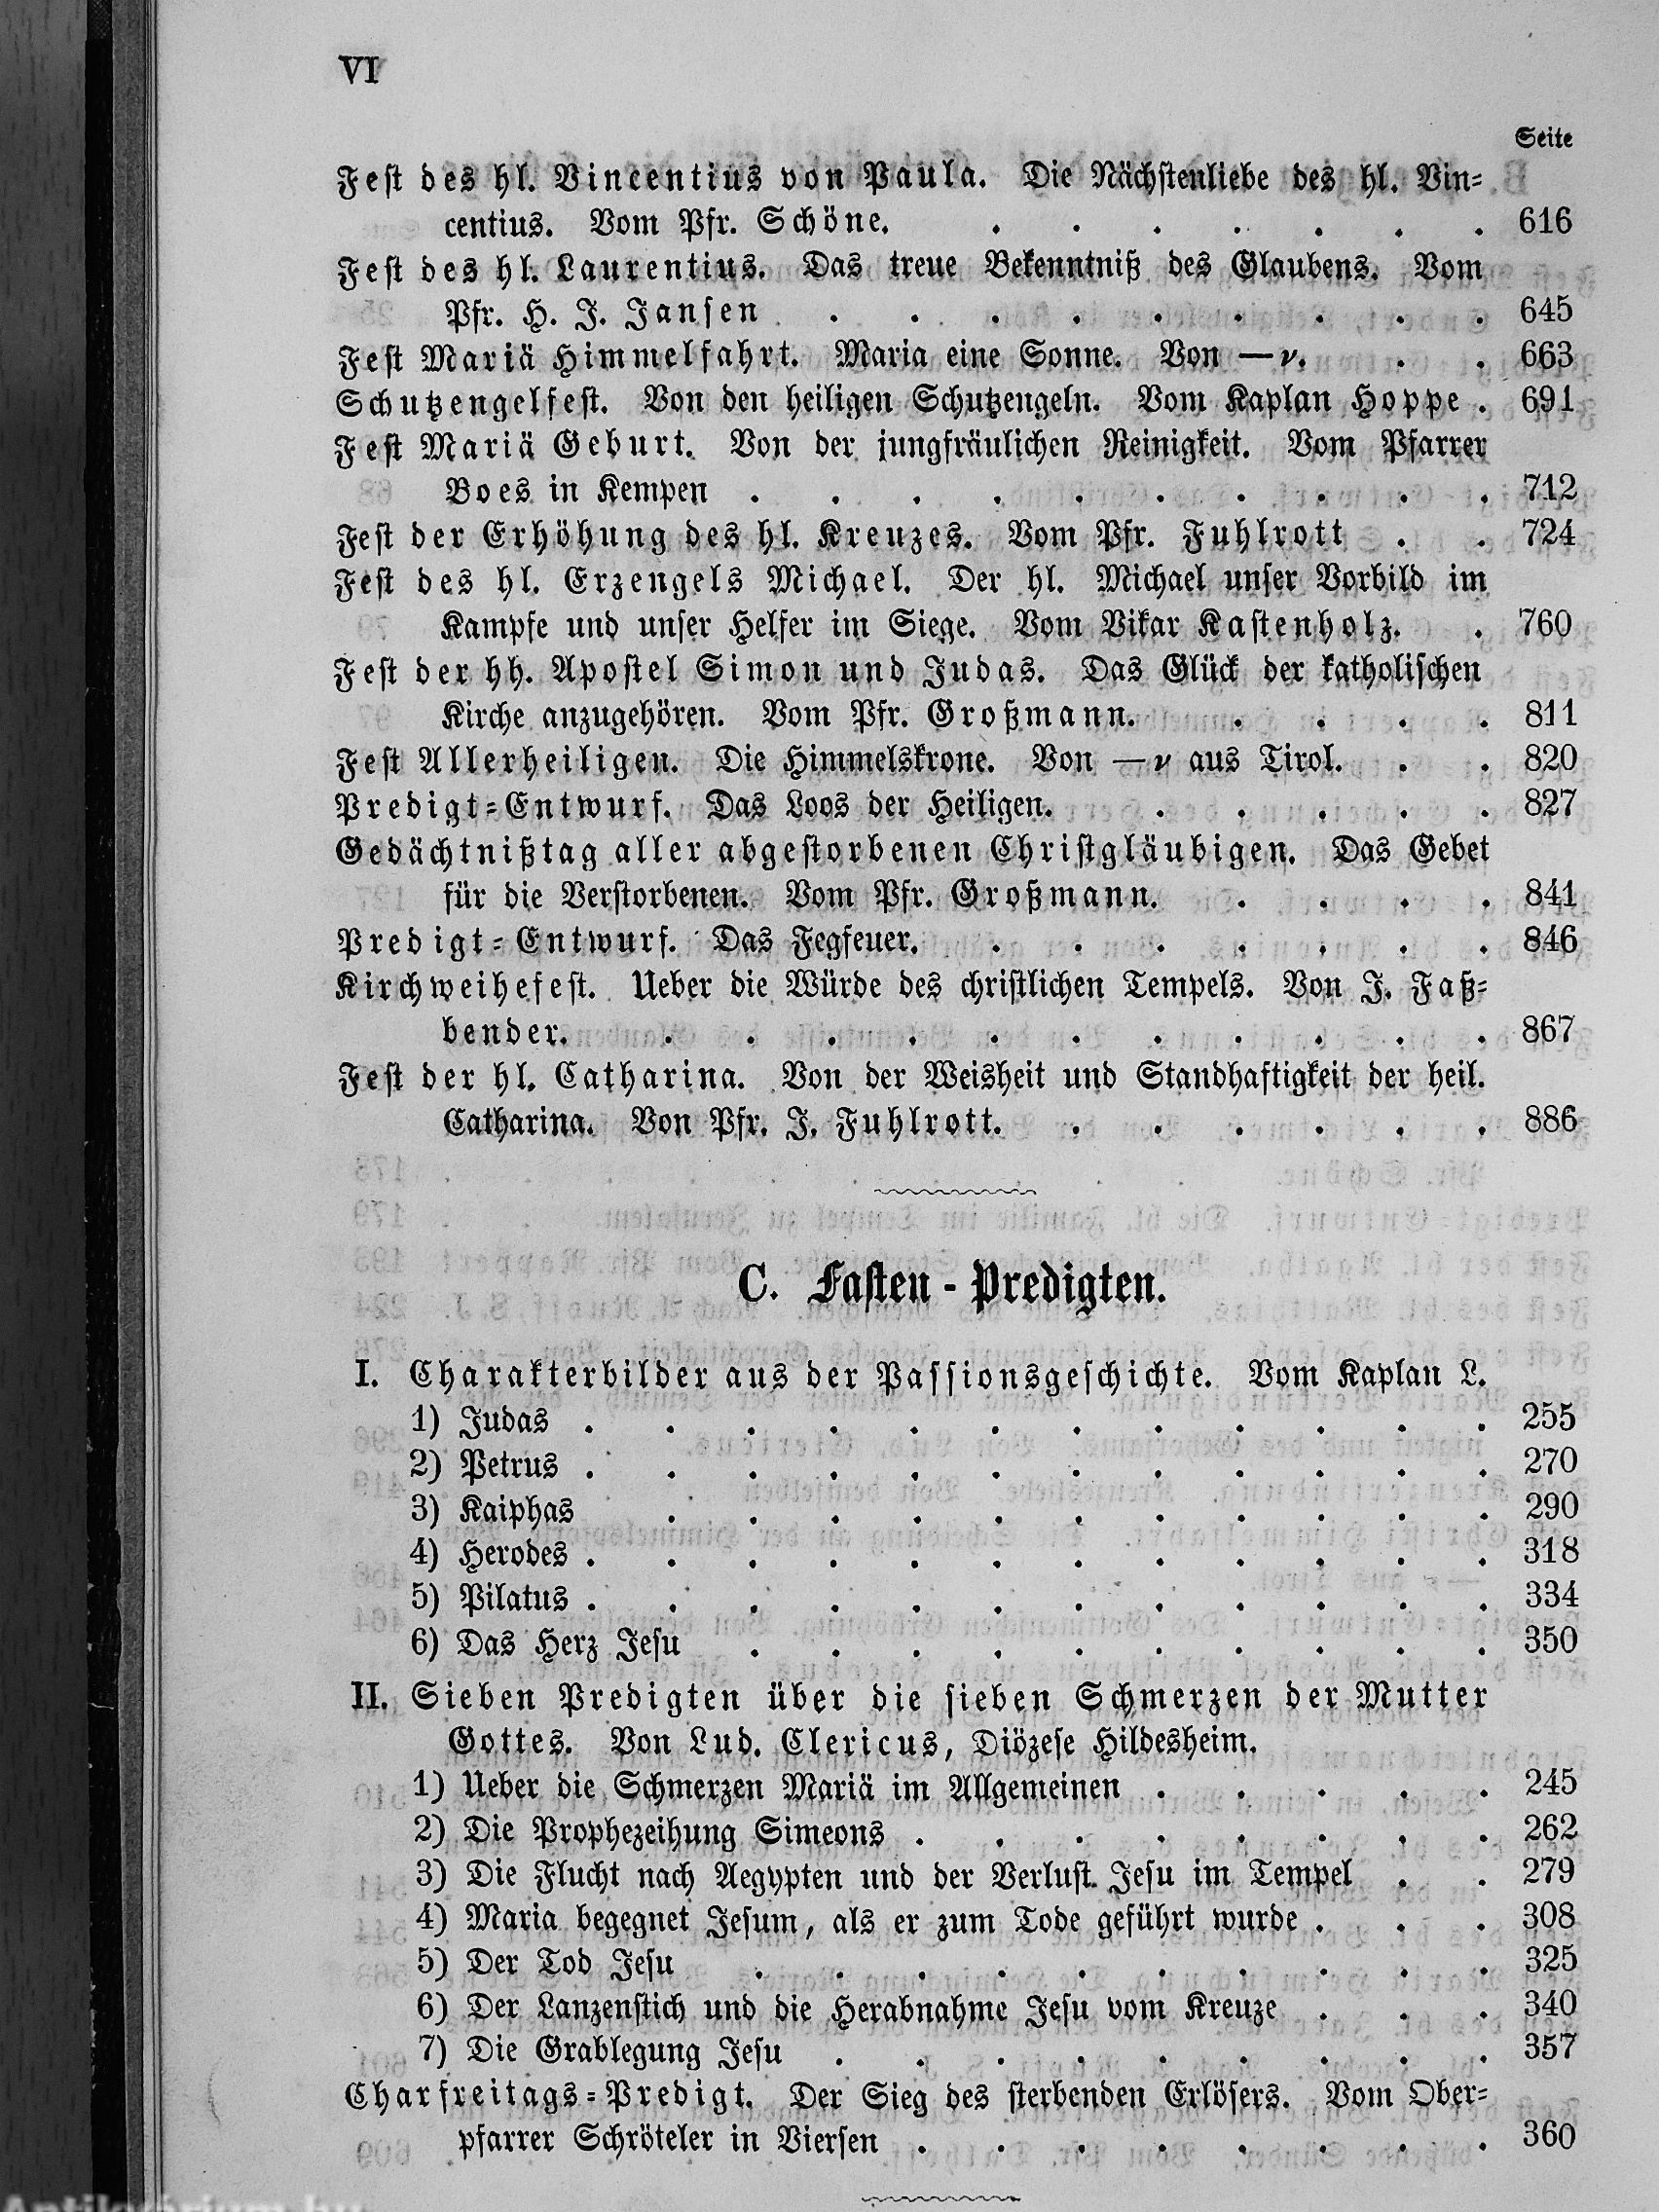 VI
Seite
Fest des hl. Vincentius von Paula. Die Nächstenliebe des hl. Vin=
centius. Vom Pfr. Schöne. . . . . . . . 616
Fest des hl. Laurentius. Das treue Bekenntniß des Glaubens. Vom
Pfr. H. J. Jansen . . . . . . . . . 645
Fest Mariä Himmelfahrt. Maria eine Sonne. Von —ν. . . 663
Schutzengelfest. Von den heiligen Schutzengeln. Vom Kaplan Hoppe . 691
Fest Mariä Geburt. Von der jungfräulichen Reinigkeit. Vom Pfarrer
Boes in Kempen . . . . . . . . . . 712
Fest der Erhöhung des hl. Kreuzes. Vom Pfr. Fuhlrott . . 724
Fest des hl. Erzengels Michael. Der hl. Michael unser Vorbild im
Kampfe und unser Helfer im Siege. Vom Vikar Kastenholz. . 760
Fest der hh. Apostel Simon und Judas. Das Glück der katholischen
Kirche anzugehören. Vom Pfr. Großmann. . . . . 811
Fest Allerheiligen. Die Himmelskrone. Von —ν aus Tirol. . . 820
Predigt=Entwurf. Das Loos der Heiligen. . . . . . 827
Gedächtnißtag aller abgestorbenen Christgläubigen. Das Gebet
für die Verstorbenen. Vom Pfr. Großmann. . . . . 841
Predigt=Entwurf. Das Fegfeuer. . . . . . . . 846
Kirchweihefest. Ueber die Würde des christlichen Tempels. Von J. Faß=
bender. . . . . . . . . . . . 867
Fest der hl. Catharina. Von der Weisheit und Standhaftigkeit der heil.
Catharina. Von Pfr. J. Fuhlrott. . . . . . . 886
C. Fasten - Predigten.
I. Charakterbilder aus der Passionsgeschichte. Vom Kaplan L.
1) Judas . . . . . . . . . . . . 255
2) Petrus . . . . . . . . . . . . 270
3) Kaiphas . . . . . . . . . . . 290
4) Herodes . . . . . . . . . . . . 318
5) Pilatus . . . . . . . . . . . . 334
6) Das Herz Jesu . . . . . . . . . . 350
II. Sieben Predigten über die sieben Schmerzen der Mutter
Gottes. Von Lud. Clericus, Diözese Hildesheim.
1) Ueber die Schmerzen Mariä im Allgemeinen . . . . . 245
2) Die Prophezeihung Simeons . . . . . . . . 262
3) Die Flucht nach Aegypten und der Verlust Jesu im Tempel . . 279
4) Maria begegnet Jesum, als er zum Tode geführt wurde . . . 308
5) Der Tod Jesu . . . . . . . . . . 325
6) Der Lanzenstich und die Herabnahme Jesu vom Kreuze . . . 340
7) Die Grablegung Jesu . . . . . . . . . 357
Charfreitags=Predigt. Der Sieg des sterbenden Erlösers. Vom Ober=
pfarrer Schröteler in Viersen . . . . . . . . 360